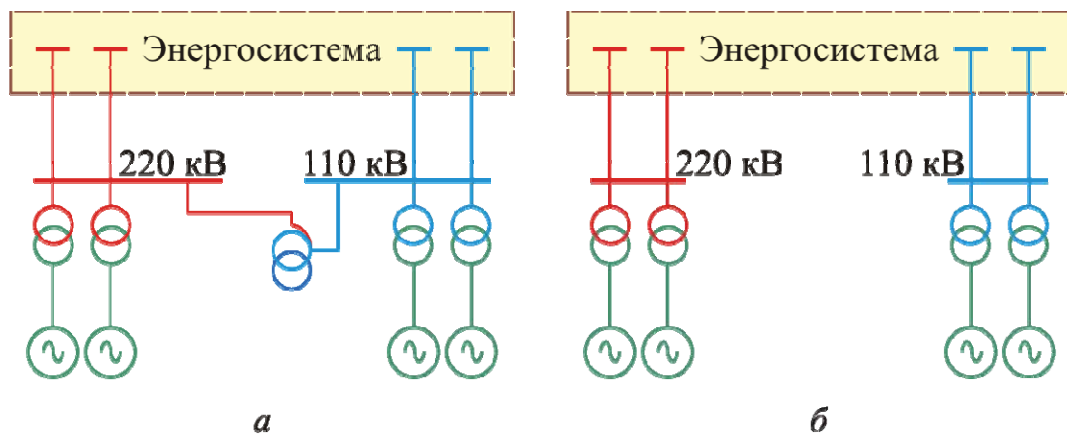 Энергосистема
Энергосистема
220 кВ
110 кВ
220 кВ
110 кВ
а
б